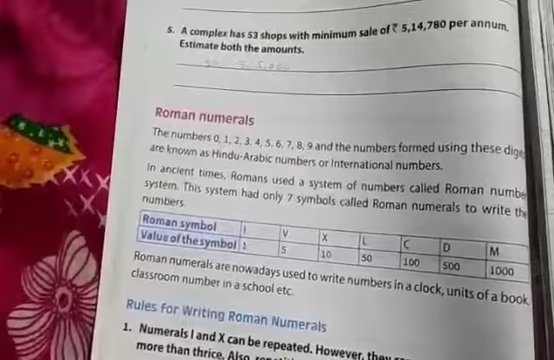 5. A complex has 53 shops with minimum sale of ₹ 5,14,780 per annum.
Estimate both the amounts.
Roman numerals
The numbers 0, 1, 2, 3, 4, 5, 6, 7, 8, 9 and the numbers formed using these
are known as Hindu-Arabic numbers or International numbers.
In ancient times, Romans used a system of numbers called Roman
system. This system had only 7 symbols called Roman numerals to write the
numbers.
Roman symbol I V X L C D M
Value of the symbol 1 5 10 50 100 500 1000
Roman numerals are nowadays used to write numbers in a clock, units of a book,
classroom number in a school etc.
Rules for Writing Roman Numerals
1. Numerals I and X can be repeated. However, they
more than thrice. Also,